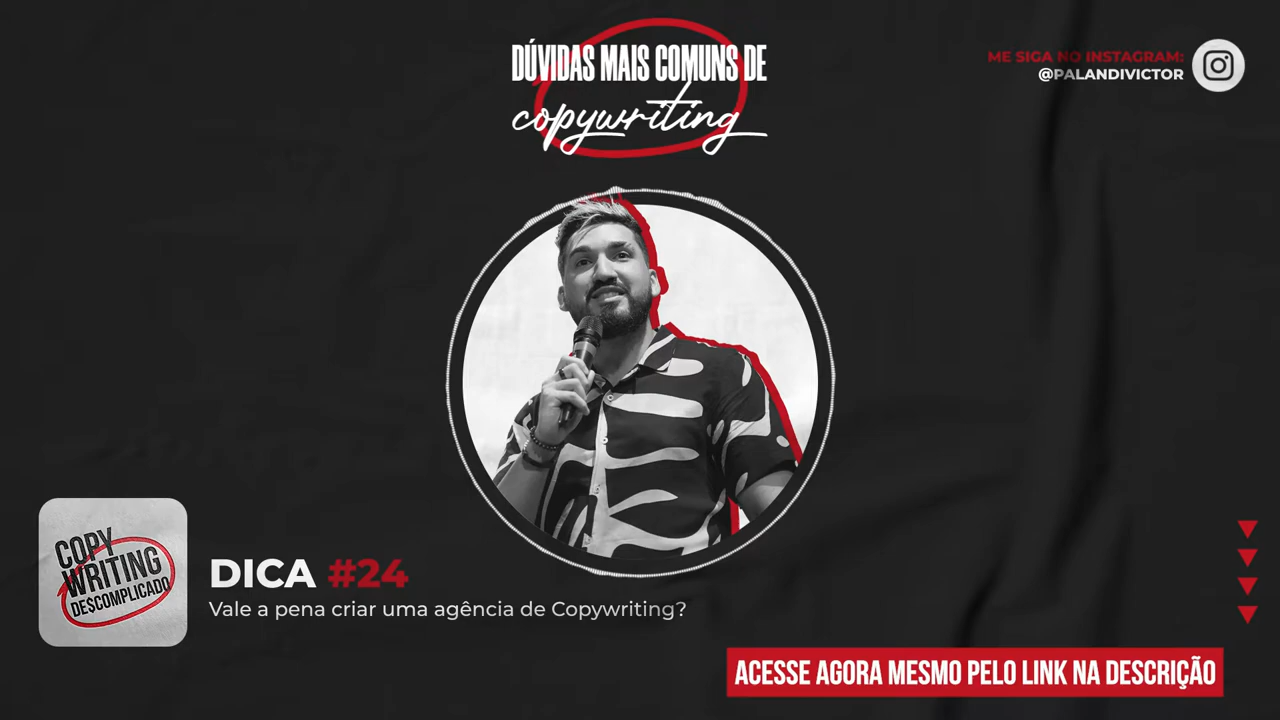 DÚVIDAS MAIS COMUNS DE
copywriting
ME SIGA NO INSTAGRAM:
@PALANDIVICTOR
COPY
WRITING
DESCOMPLICADO
DICA #24
Vale a pena criar uma agência de Copywriting?
ACESSE AGORA MESMO PELO LINK NA DESCRIÇÃO